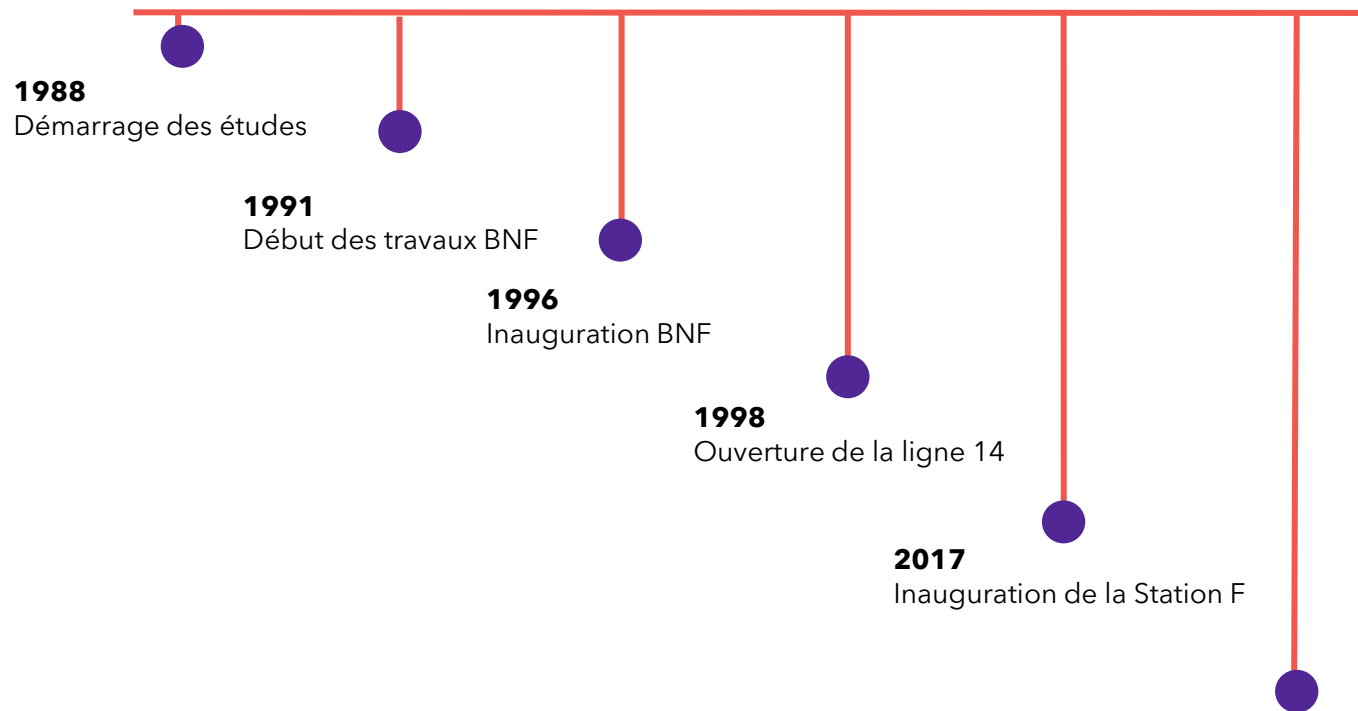 1988
Démarrage des études
1991
Début des travaux BNF
1996
Inauguration BNF
1998
Ouverture de la ligne 14
2017
Inauguration de la Station F